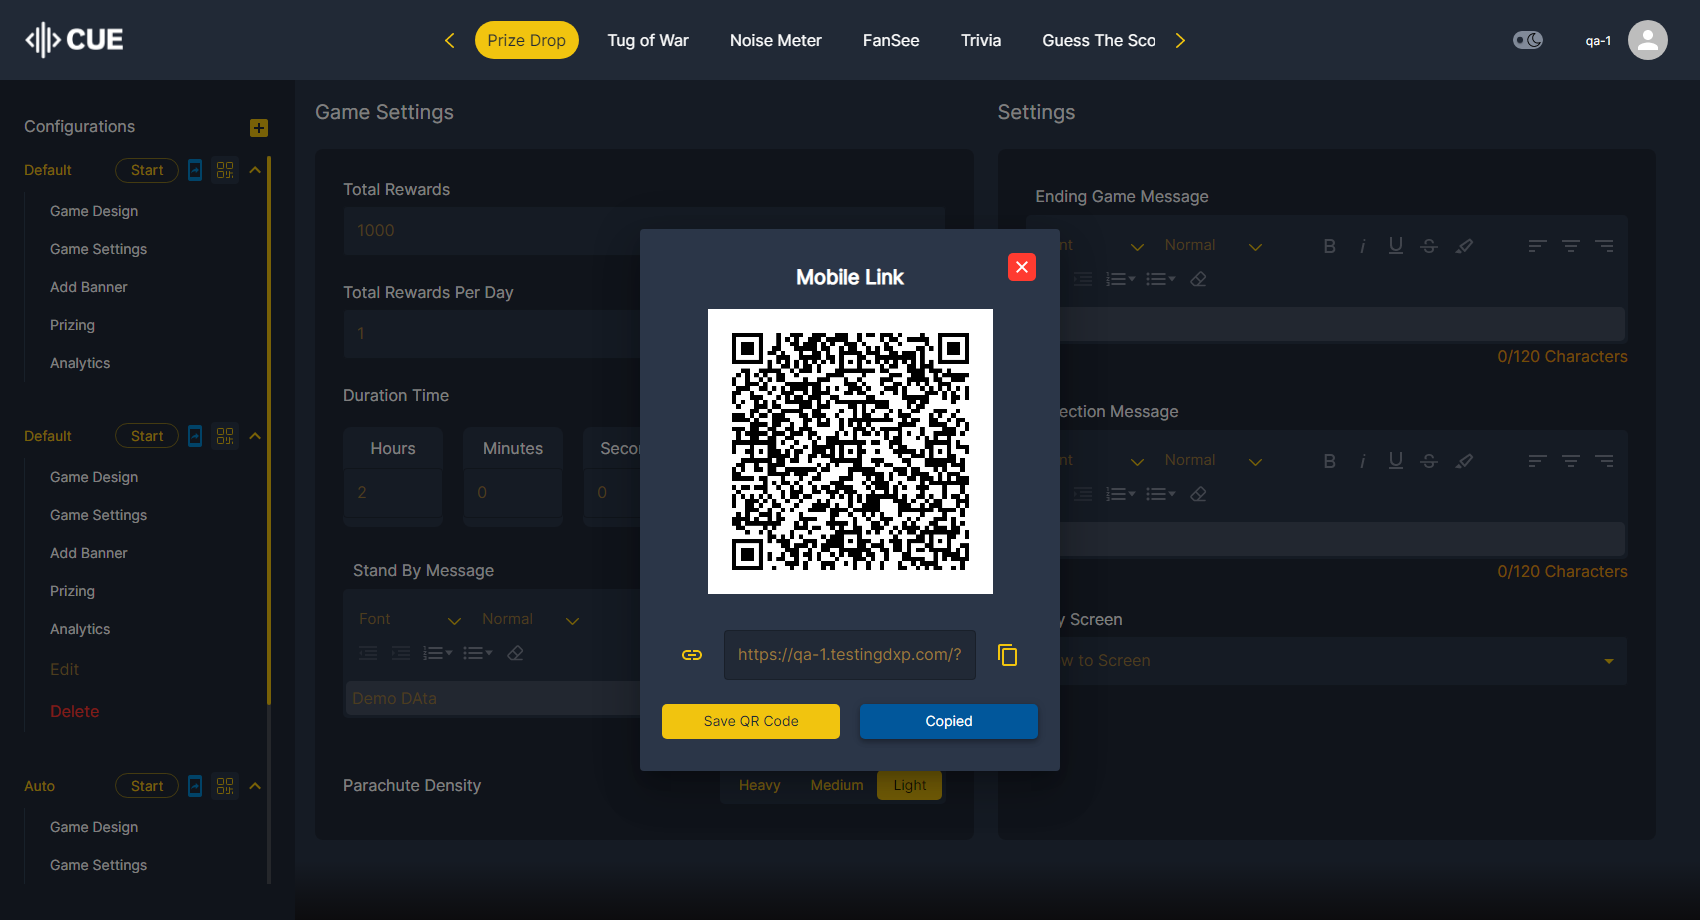 CUE
Prize Drop
Tug of War
Noise Meter
FanSee
Trivia
Guess The Sco
qa-1
Configurations
Default
Start
Game Design
Game Settings
Add Banner
Prizing
Analytics
Default
Start
Game Design
Game Settings
Add Banner
Prizing
Analytics
Edit
Delete
Auto
Start
Game Design
Game Settings
Game Settings
Total Rewards
1000
Total Rewards Per Day
1
Duration Time
Hours
Minutes
Secon
2
0
0
Stand By Message
Font
Normal
Demo DAta
Parachute Density
Heavy
Medium
Light
Mobile Link
https://qa-1.testingdxp.com/?
Save QR Code
Copied
Settings
Ending Game Message
nt
Normal
B i U S
0/120 Characters
ection Message
nt
Normal
B i U S
0/120 Characters
y Screen
w to Screen